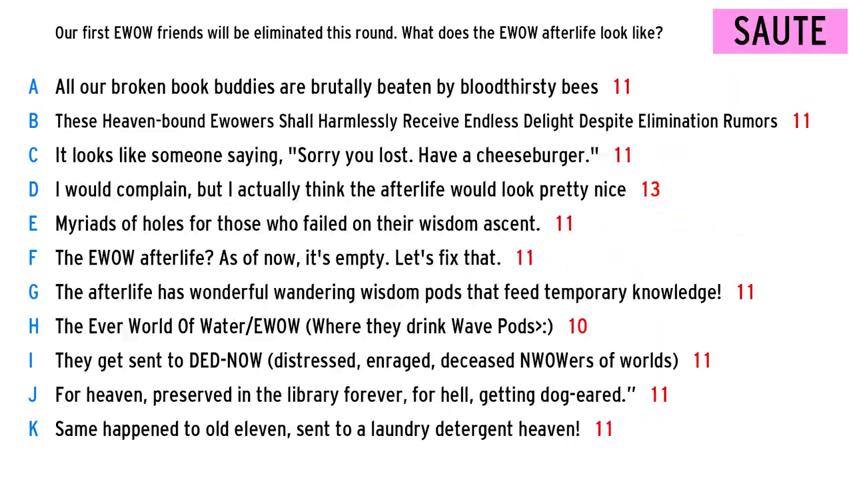 Our first EWOW friends will be eliminated this round. What does the EWOW afterlife look like?
SAUTE
A All our broken book buddies are brutally beaten by bloodthirsty bees 11
B These Heaven-bound Ewowers Shall Harmlessly Receive Endless Delight Despite Elimination Rumors 11
C It looks like someone saying, "Sorry you lost. Have a cheeseburger." 11
D I would complain, but I actually think the afterlife would look pretty nice 13
E Myriads of holes for those who failed on their wisdom ascent. 11
F The EWOW afterlife? As of now, it's empty. Let's fix that. 11
G The afterlife has wonderful wandering wisdom pods that feed temporary knowledge! 11
H The Ever World Of Water/EWOW (Where they drink Wave Pods>:) 10
I They get sent to DED-NOW (distressed, enraged, deceased NWOWers of worlds) 11
J For heaven, preserved in the library forever, for hell, getting dog-eared.” 11
K Same happened to old eleven, sent to a laundry detergent heaven! 11